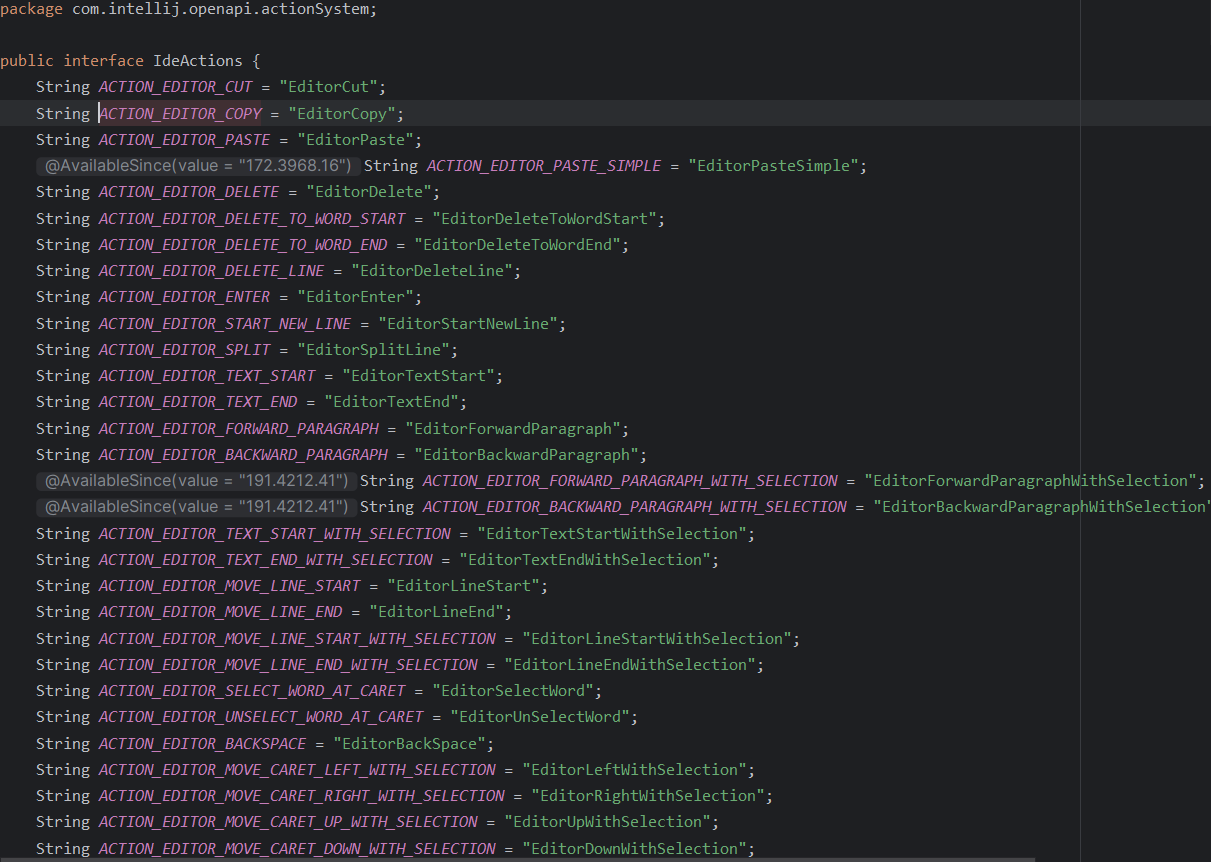 package com.intellij.openapi.actionSystem;
public interface IdeActions {
String ACTION_EDITOR_CUT = "EditorCut";
String ACTION_EDITOR_COPY = "EditorCopy";
String ACTION_EDITOR_PASTE = "EditorPaste";
@AvailableSince(value = "172.3968.16") String ACTION_EDITOR_PASTE_SIMPLE = "EditorPasteSimple";
String ACTION_EDITOR_DELETE = "EditorDelete";
String ACTION_EDITOR_DELETE_TO_WORD_START = "EditorDeleteToWordStart";
String ACTION_EDITOR_DELETE_TO_WORD_END = "EditorDeleteToWordEnd";
String ACTION_EDITOR_DELETE_LINE = "EditorDeleteLine";
String ACTION_EDITOR_ENTER = "EditorEnter";
String ACTION_EDITOR_START_NEW_LINE = "EditorStartNewLine";
String ACTION_EDITOR_SPLIT = "EditorSplitLine";
String ACTION_EDITOR_TEXT_START = "EditorTextStart";
String ACTION_EDITOR_TEXT_END = "EditorTextEnd";
String ACTION_EDITOR_FORWARD_PARAGRAPH = "EditorForwardParagraph";
String ACTION_EDITOR_BACKWARD_PARAGRAPH = "EditorBackwardParagraph";
@AvailableSince(value = "191.4212.41") String ACTION_EDITOR_FORWARD_PARAGRAPH_WITH_SELECTION = "EditorForwardParagraphWithSelection";
@AvailableSince(value = "191.4212.41") String ACTION_EDITOR_BACKWARD_PARAGRAPH_WITH_SELECTION = "EditorBackwardParagraphWithSelection"
String ACTION_EDITOR_TEXT_START_WITH_SELECTION = "EditorTextStartWithSelection";
String ACTION_EDITOR_TEXT_END_WITH_SELECTION = "EditorTextEndWithSelection";
String ACTION_EDITOR_MOVE_LINE_START = "EditorLineStart";
String ACTION_EDITOR_MOVE_LINE_END = "EditorLineEnd";
String ACTION_EDITOR_MOVE_LINE_START_WITH_SELECTION = "EditorLineStartWithSelection";
String ACTION_EDITOR_MOVE_LINE_END_WITH_SELECTION = "EditorLineEndWithSelection";
String ACTION_EDITOR_SELECT_WORD_AT_CARET = "EditorSelectWord";
String ACTION_EDITOR_UNSELECT_WORD_AT_CARET = "EditorUnSelectWord";
String ACTION_EDITOR_BACKSPACE = "EditorBackSpace";
String ACTION_EDITOR_MOVE_CARET_LEFT_WITH_SELECTION = "EditorLeftWithSelection";
String ACTION_EDITOR_MOVE_CARET_RIGHT_WITH_SELECTION = "EditorRightWithSelection";
String ACTION_EDITOR_MOVE_CARET_UP_WITH_SELECTION = "EditorUpWithSelection";
String ACTION_EDITOR_MOVE_CARET_DOWN_WITH_SELECTION = "EditorDownWithSelection";